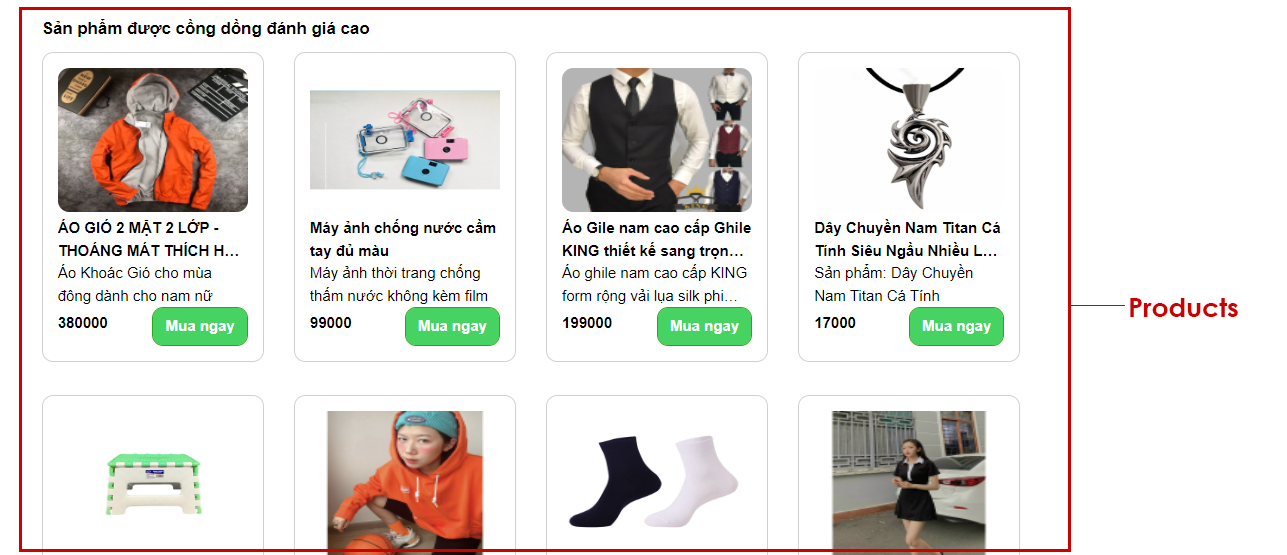 Sản phẩm được cồng dồng đánh giá cao
ÁO GIÓ 2 MẶT 2 LỚP -
THOÁNG MÁT THÍCH H...
Áo Khoác Gió cho mùa
đông dành cho nam nữ
380000
Mua ngay
Máy ảnh chống nước cầm
tay đủ màu
Máy ảnh thời trang chống
thấm nước không kèm film
99000
Mua ngay
KING
Áo Gile nam cao cấp Ghile
KING thiết kế sang trọn...
Áo ghile nam cao cấp KING
form rộng vải lụa silk phi...
199000
Mua ngay
Dây Chuyền Nam Titan Cá
Tính Siêu Ngầu Nhiều L...
Sản phẩm: Dây Chuyền
Nam Titan Cá Tính
17000
Mua ngay
Products